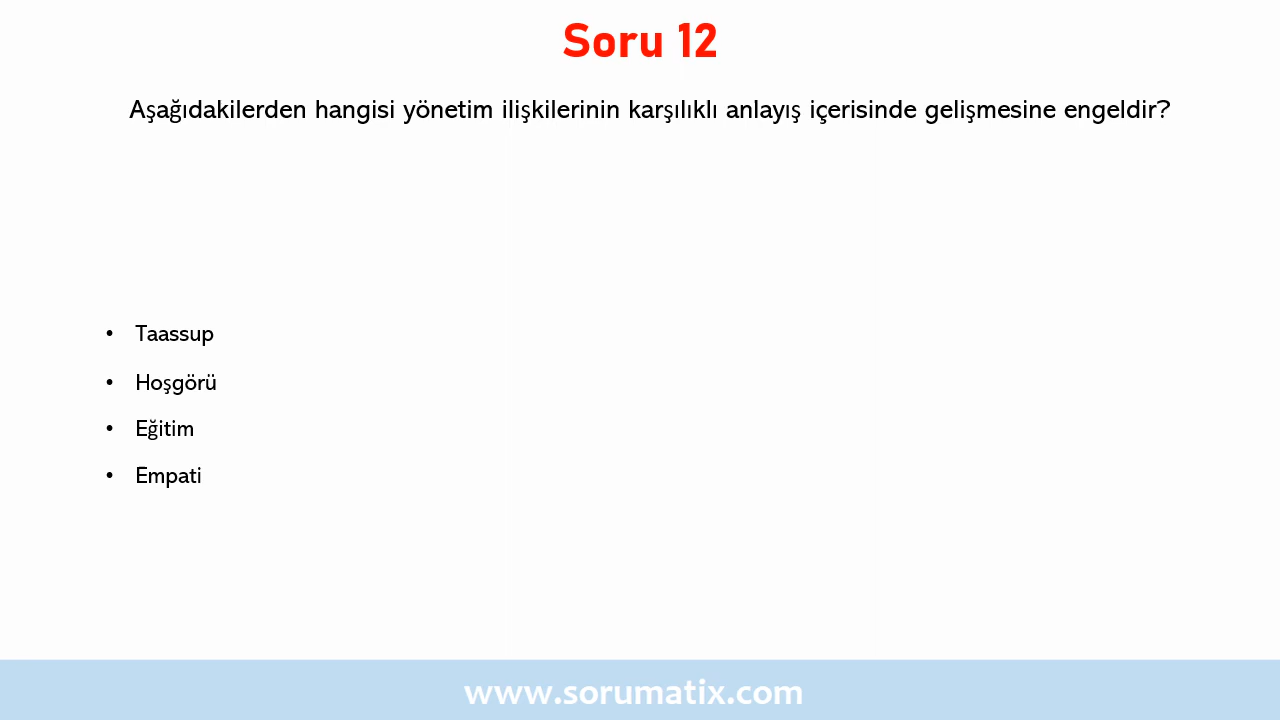 Soru 12
Aşağıdakilerden hangisi yönetim ilişkilerinin karşılıklı anlayış içerisinde gelişmesine engeldir?
• Taassup
• Hoşgörü
• Eğitim
• Empati
www.sorumatix.com